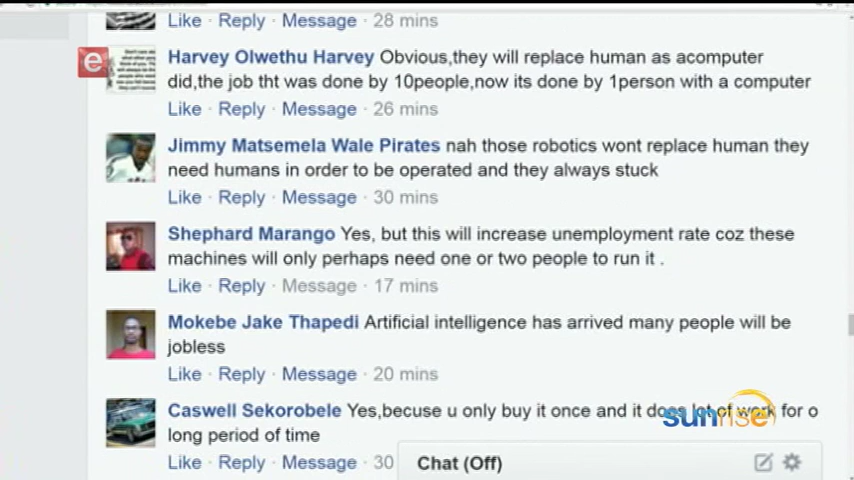 Like · Reply · Message · 28 mins
e
Harvey Olwethu Harvey Obvious,they will replace human as acomputer
did,the job tht was done by 10people,now its done by 1person with a computer
Like · Reply · Message · 26 mins
Jimmy Matsemela Wale Pirates nah those robotics wont replace human they
need humans in order to be operated and they always stuck
Like · Reply · Message · 30 mins
Shephard Marango Yes, but this will increase unemployment rate coz these
machines will only perhaps need one or two people to run it .
Like · Reply · Message · 17 mins
Mokebe Jake Thapedi Artificial intelligence has arrived many people will be
jobless
Like · Reply · Message · 20 mins
Caswell Sekorobele Yes,becuse u only buy it once and it does lot of work for o
long period of time
sunrise
Like · Reply · Message · 30
Chat (Off)